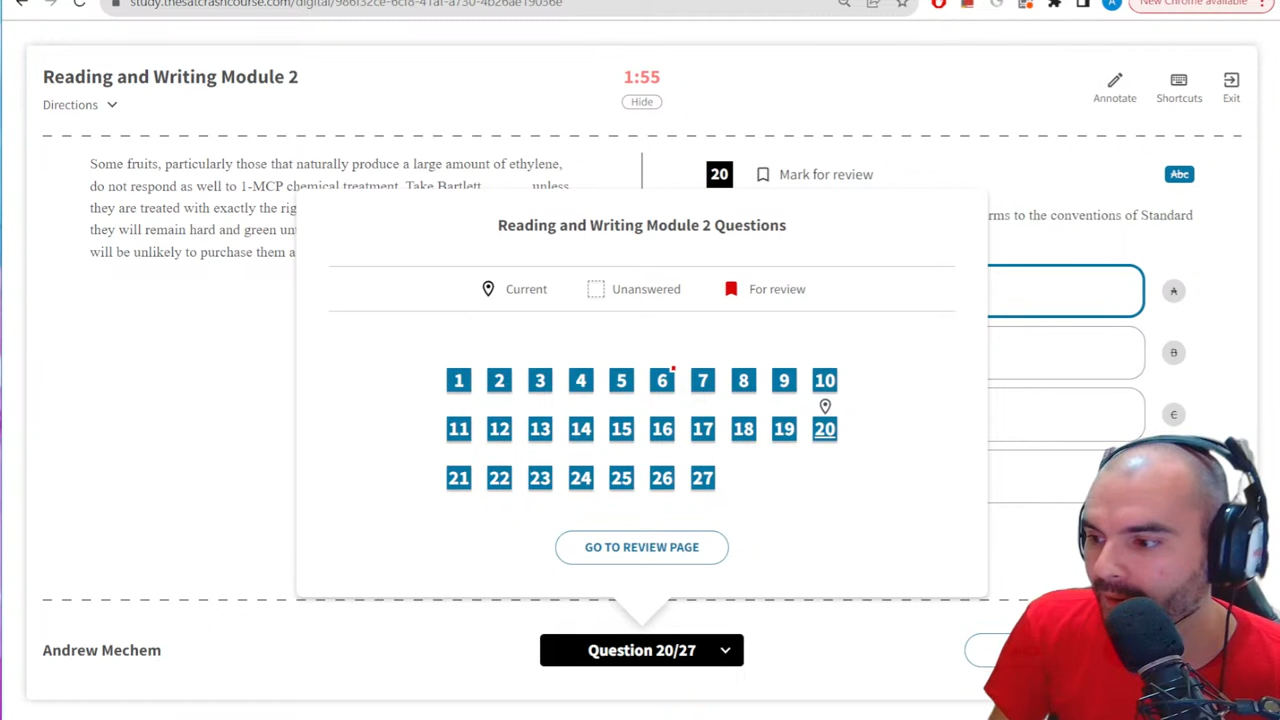 study.thesatcrashcourse.com/digital/
New Chrome available
Reading and Writing Module 2
1:55
Directions
Hide
Annotate
Shortcuts
Exit
Some fruits, particularly those that naturally produce a large amount of ethylene,
do not respond as well to 1-MCP chemical treatment. Take Bartlett ______ unless
they are treated with exactly the rig
they will remain hard and green un
will be unlikely to purchase them a
20
Mark for review
Abc
rms to the conventions of Standard
A
B
C
Reading and Writing Module 2 Questions
Current
Unanswered
For review
1 2 3 4 5 6 7 8 9 10
11 12 13 14 15 16 17 18 19 20
21 22 23 24 25 26 27
GO TO REVIEW PAGE
Andrew Mechem
Question 20/27